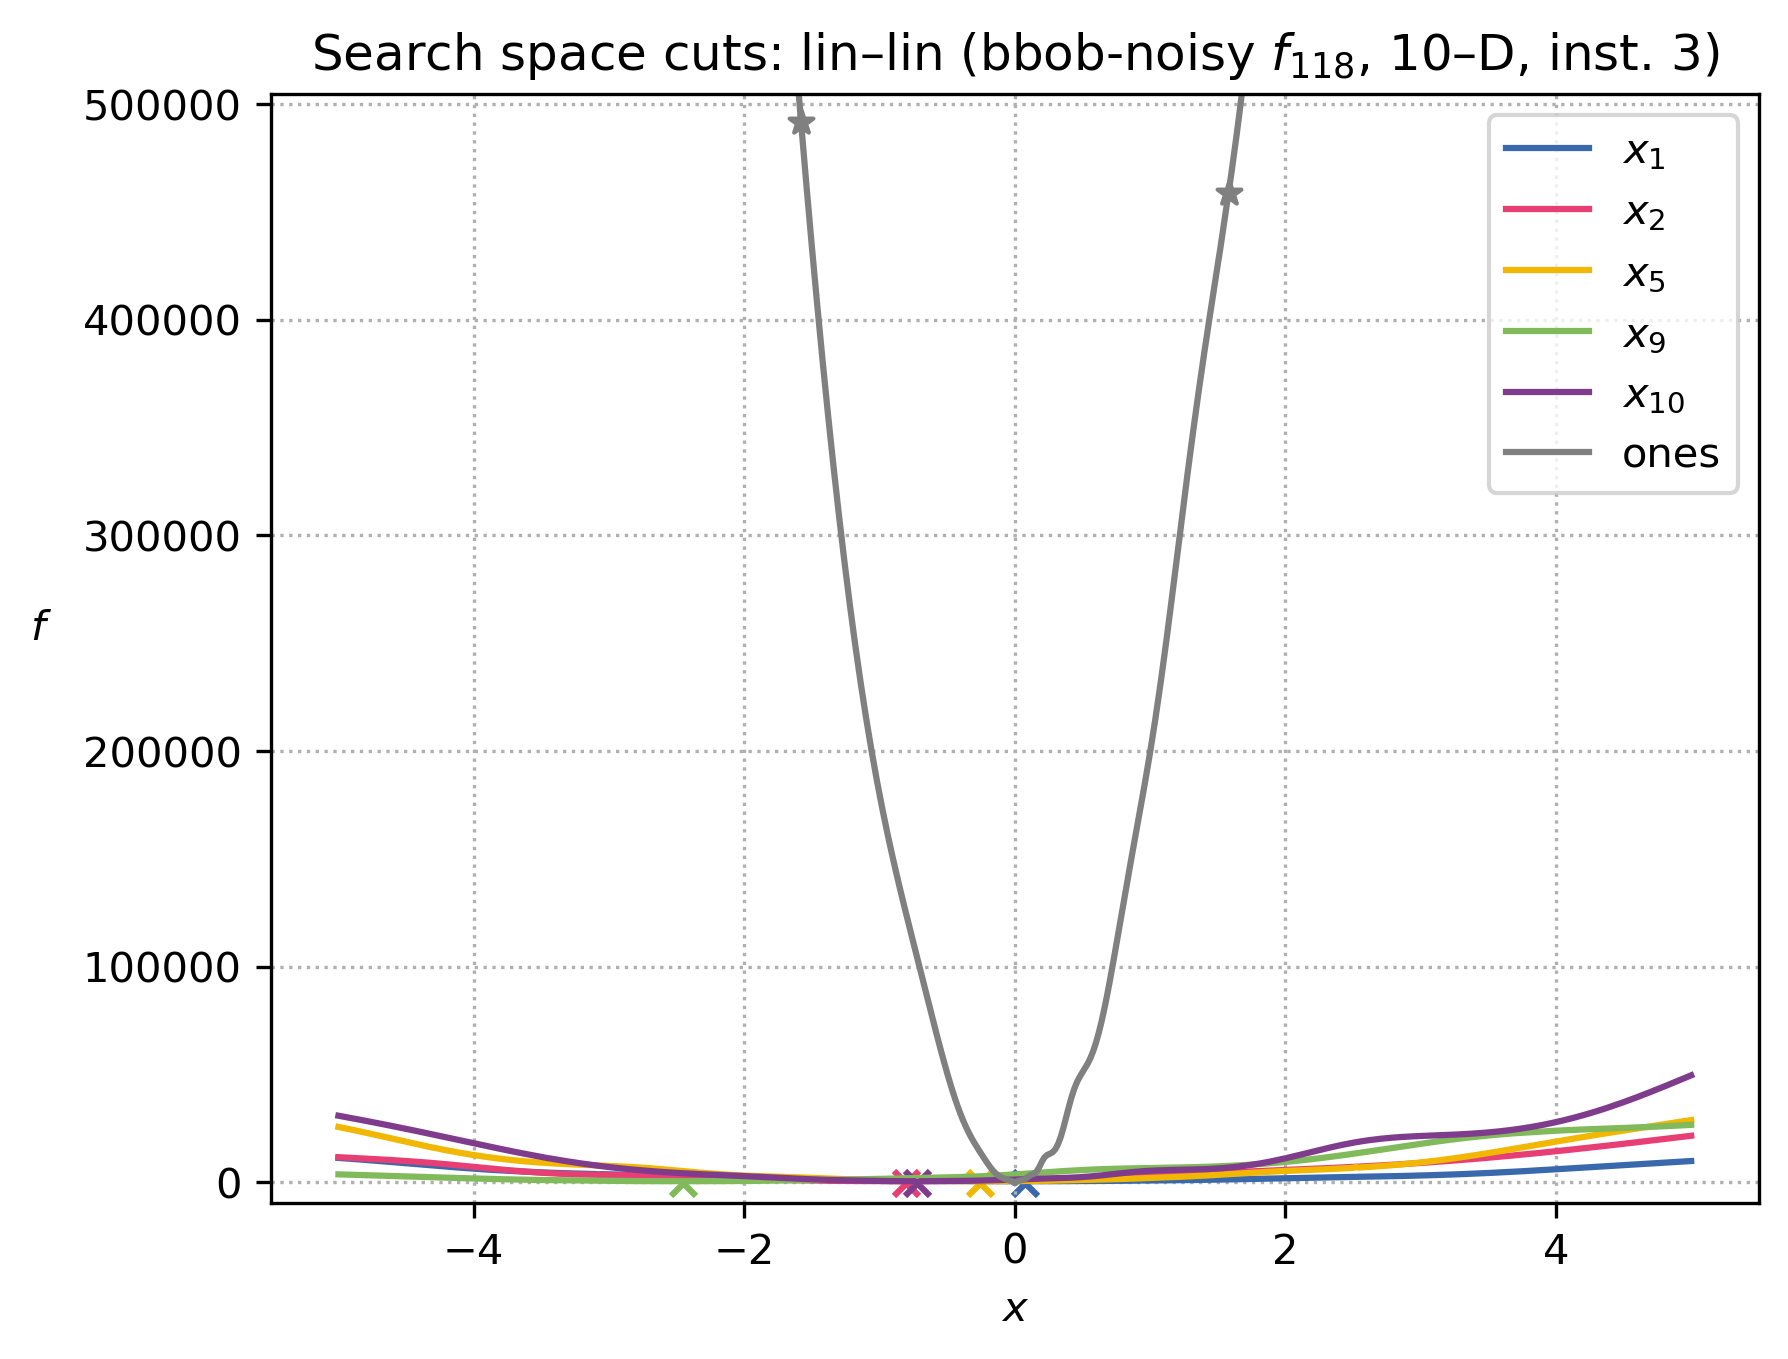 Search space cuts: lin–lin (bbob-noisy f₁₁₈, 10–D, inst. 3)
500000
400000
300000
200000
100000
0
f
−4
−2
0
2
4
x
x₁
x₂
x₅
x₉
x₁₀
ones